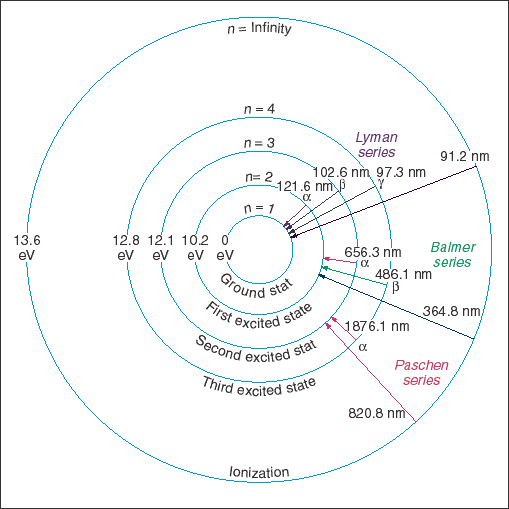 n = Infinity
n = 4
n = 3
n= 2
n = 1
Lyman
series
91.2 nm
102.6 nm
β
97.3 nm
γ
121.6 nm
α
13.6
eV
12.8
eV
12.1
eV
10.2
eV
0
eV
656.3 nm
α
Balmer
series
486.1 nm
β
364.8 nm
Ground stat
First excited state
Second excited stat
Third excited state
1876.1 nm
α
Paschen
series
820.8 nm
Ionization